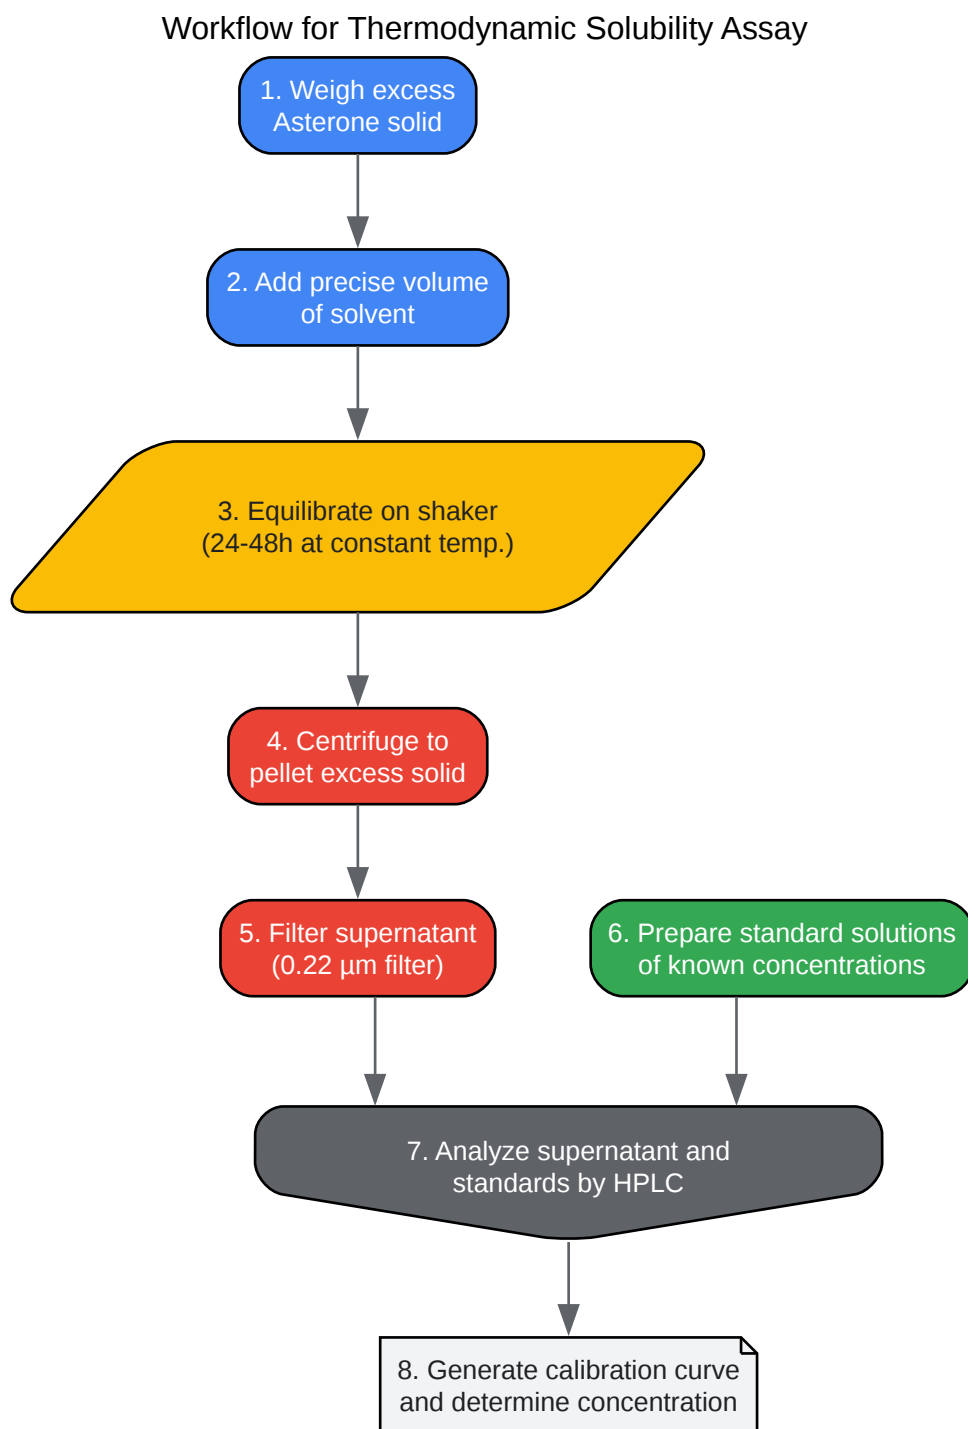 Workflow for Thermodynamic Solubility Assay
1. Weigh excess
Asterone solid
2. Add precise volume
of solvent
3. Equilibrate on shaker
(24-48h at constant temp.)
4. Centrifuge to
pellet excess solid
5. Filter supernatant
(0.22 µm filter)
6. Prepare standard solutions
of known concentrations
7. Analyze supernatant and
standards by HPLC
8. Generate calibration curve
and determine concentration